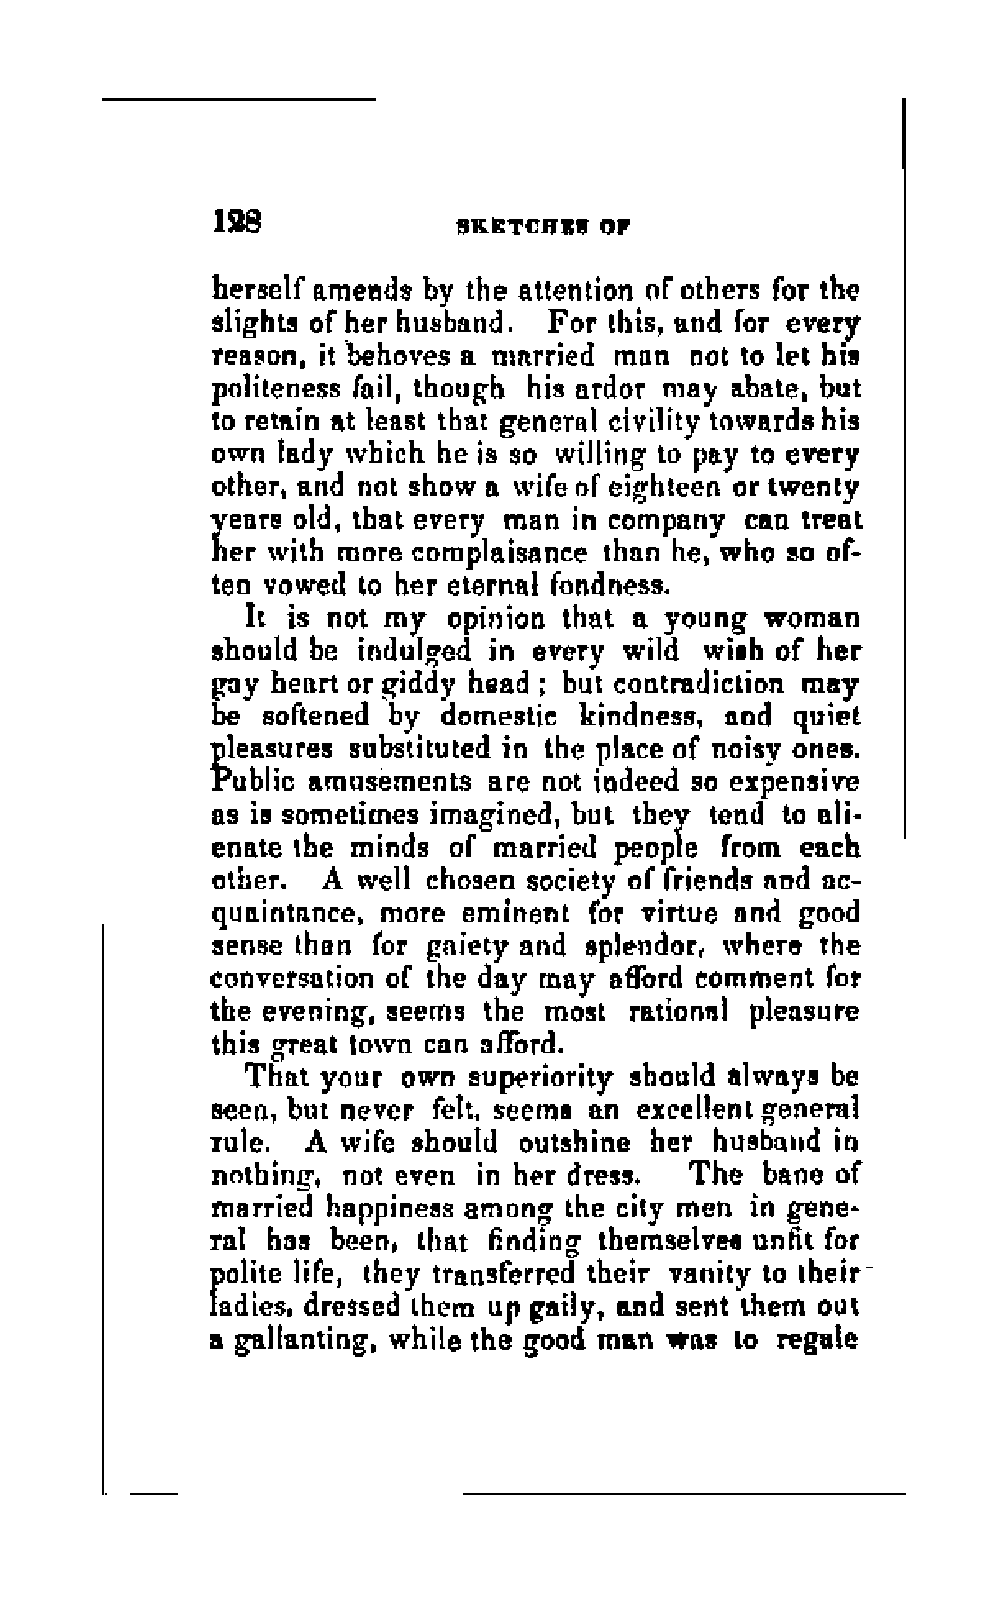 128 SKETCHES OF
herself amends by the attention of others for the
slights of her husband. For this, and for every
reason, it behoves a married man not to let his
politeness fail, though his ardor may abate, but
to retain at least that general civility towards his
own lady which he is so willing to pay to every
other, and not show a wife of eighteen or twenty
years old, that every man in company can treat
her with more complaisance than he, who so of-
ten vowed to her eternal fondness.
It is not my opinion that a young woman
should be indulged in every wild wish of her
gay heart or giddy head; but contradiction may
be softened by domestic kindness, and quiet
pleasures substituted in the place of noisy ones.
Public amusements are not indeed so expensive
as is sometimes imagined, but they tend to ali-
enate the minds of married people from each
other. A well chosen society of friends and ac-
quaintance, more eminent for virtue and good
sense than for gaiety and splendor, where the
conversation of the day may afford comment for
the evening, seems the most rational pleasure
this great town can afford.
That your own superiority should always be
seen, but never felt, seems an excellent general
rule. A wife should outshine her husband in
nothing, not even in her dress. The bane of
married happiness among the city men in gene-
ral has been, that finding themselves unfit for
polite life, they transferred their vanity to their
ladies, dressed them up gaily, and sent them out
a gallanting, while the good man was to regale